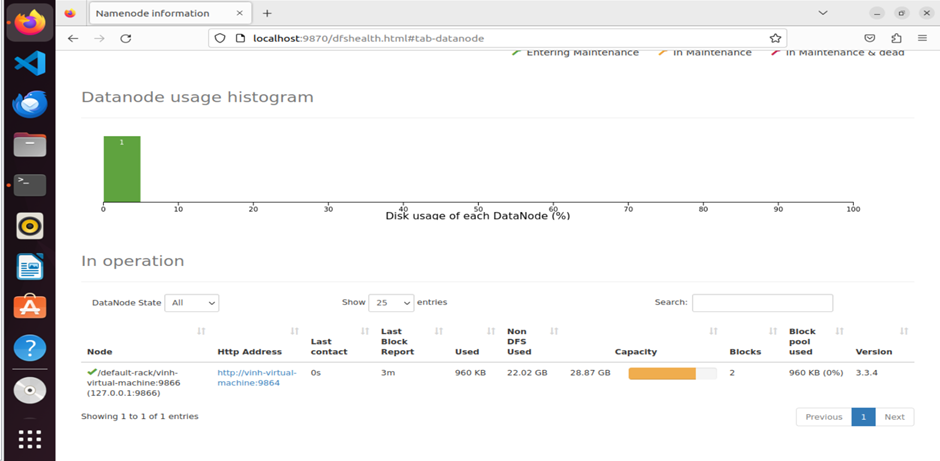 Namenode information
localhost:9870/dfshealth.html#tab-datanode
Entering Maintenance In Maintenance In Maintenance & dead
Datanode usage histogram
1
0 10 20 30 40 50 60 70 80 90 100
Disk usage of each DataNode (%)
In operation
DataNode State All Show 25 entries Search:
Node Http Address Last contact Last Block Report Used Non DFS Used Capacity Blocks Block pool used Version
/default-rack/vinh-virtual-machine:9866 (127.0.0.1:9866) http://vinh-virtual-machine:9864 0s 3m 960 KB 22.02 GB 28.87 GB 2 960 KB (0%) 3.3.4
Showing 1 to 1 of 1 entries
Previous 1 Next